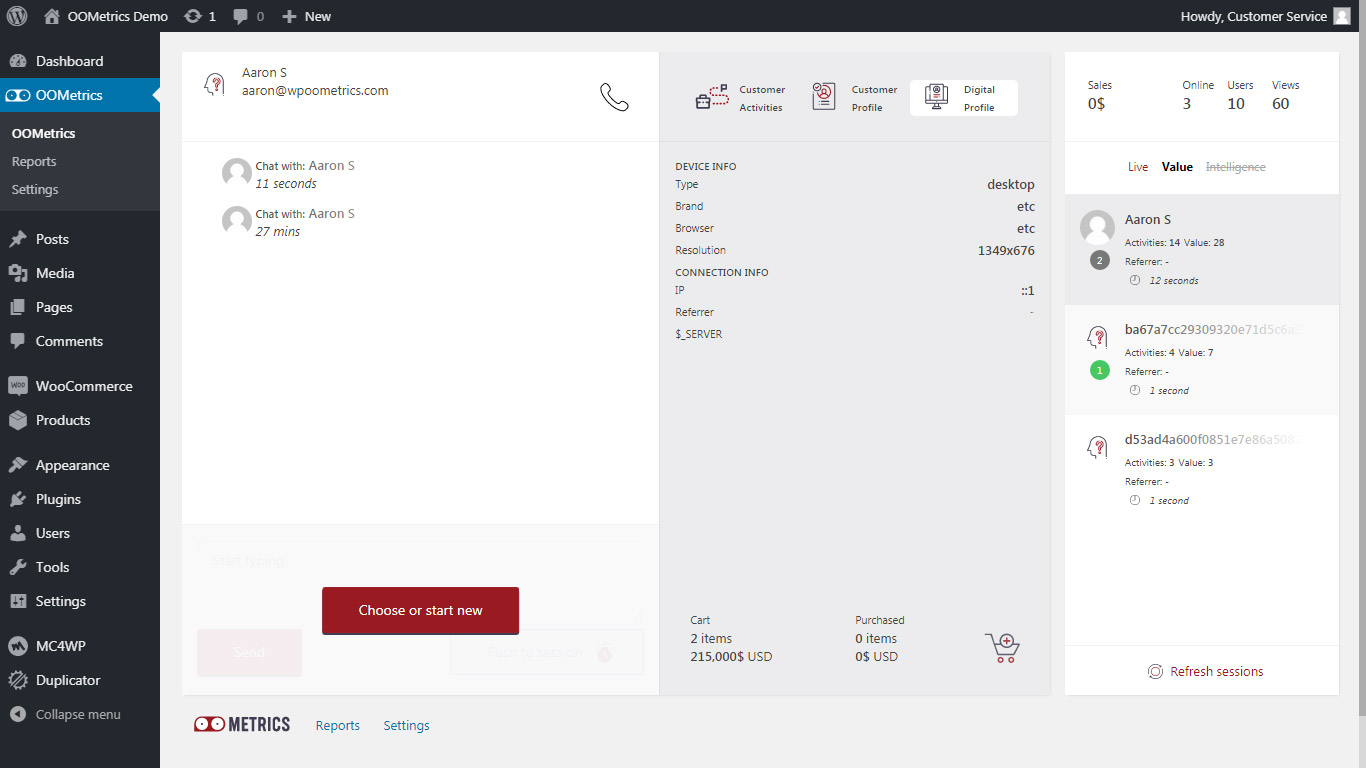 OOMetrics Demo 1 0 New Howdy, Customer Service
Dashboard
OOMetrics
OOMetrics
Reports
Settings
Posts
Media
Pages
Comments
WooCommerce
Products
Appearance
Plugins
Users
Tools
Settings
MC4WP
Duplicator
Collapse menu
Aaron S
aaron@wpoometrics.com
Chat with: Aaron S
11 seconds
Chat with: Aaron S
27 mins
Start typing
Choose or start new
Send
Push to session
Customer
Activities
Customer
Profile
Digital
Profile
DEVICE INFO
Type desktop
Brand etc
Browser etc
Resolution 1349x676
CONNECTION INFO
IP ::1
Referrer -
$_SERVER
Cart Purchased
2 items 0 items
215,000$ USD 0$ USD
Sales Online Users Views
0$ 3 10 60
Live Value Intelligence
Aaron S
Activities: 14 Value: 28
2
Referrer: -
12 seconds
ba67a7cc29309320e71d5c6a
Activities: 4 Value: 7
1
Referrer: -
1 second
d53ad4a600f0851e7e86a508
Activities: 3 Value: 3
Referrer: -
1 second
Refresh sessions
METRICS Reports Settings